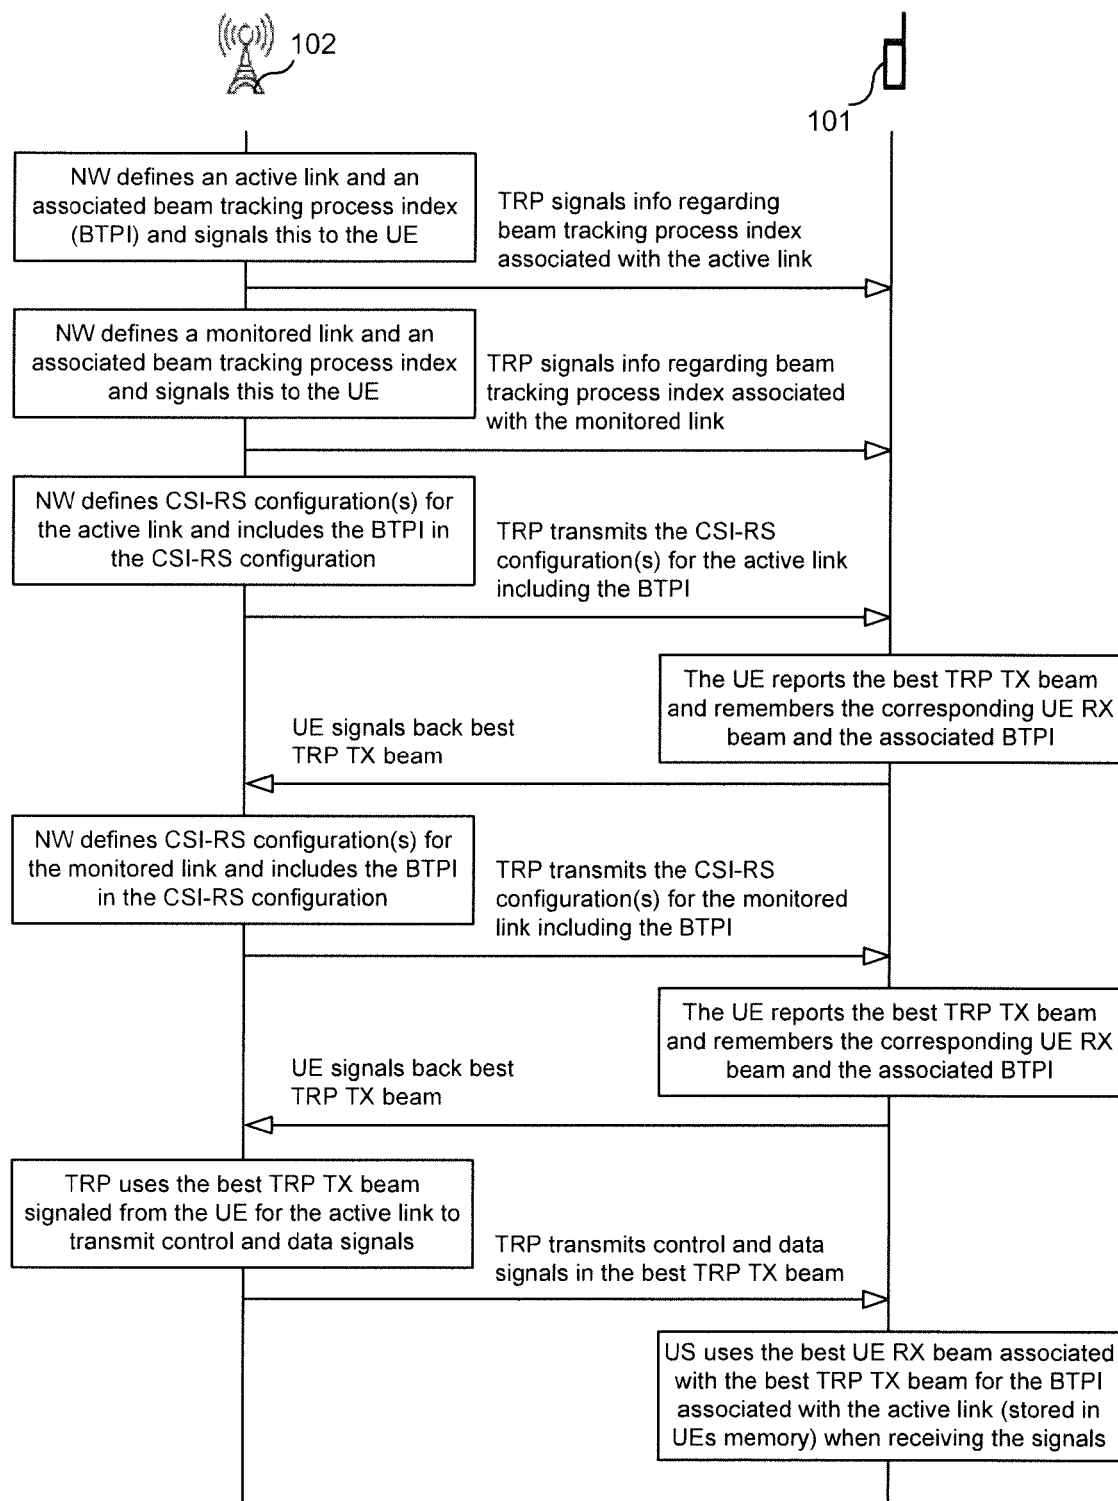 102
101
NW defines an active link and an
associated beam tracking process index
(BTPI) and signals this to the UE
TRP signals info regarding
beam tracking process index
associated with the active link
NW defines a monitored link and an
associated beam tracking process index
and signals this to the UE
TRP signals info regarding beam
tracking process index associated
with the monitored link
NW defines CSI-RS configuration(s) for
the active link and includes the BTPI in
the CSI-RS configuration
TRP transmits the CSI-RS
configuration(s) for the active link
including the BTPI
The UE reports the best TRP TX beam
and remembers the corresponding UE RX
beam and the associated BTPI
UE signals back best
TRP TX beam
NW defines CSI-RS configuration(s) for
the monitored link and includes the BTPI
in the CSI-RS configuration
TRP transmits the CSI-RS
configuration(s) for the monitored
link including the BTPI
The UE reports the best TRP TX beam
and remembers the corresponding UE RX
beam and the associated BTPI
UE signals back best
TRP TX beam
TRP uses the best TRP TX beam
signaled from the UE for the active link to
transmit control and data signals
TRP transmits control and data
signals in the best TRP TX beam
US uses the best UE RX beam associated
with the best TRP TX beam for the BTPI
associated with the active link (stored in
UEs memory) when receiving the signals